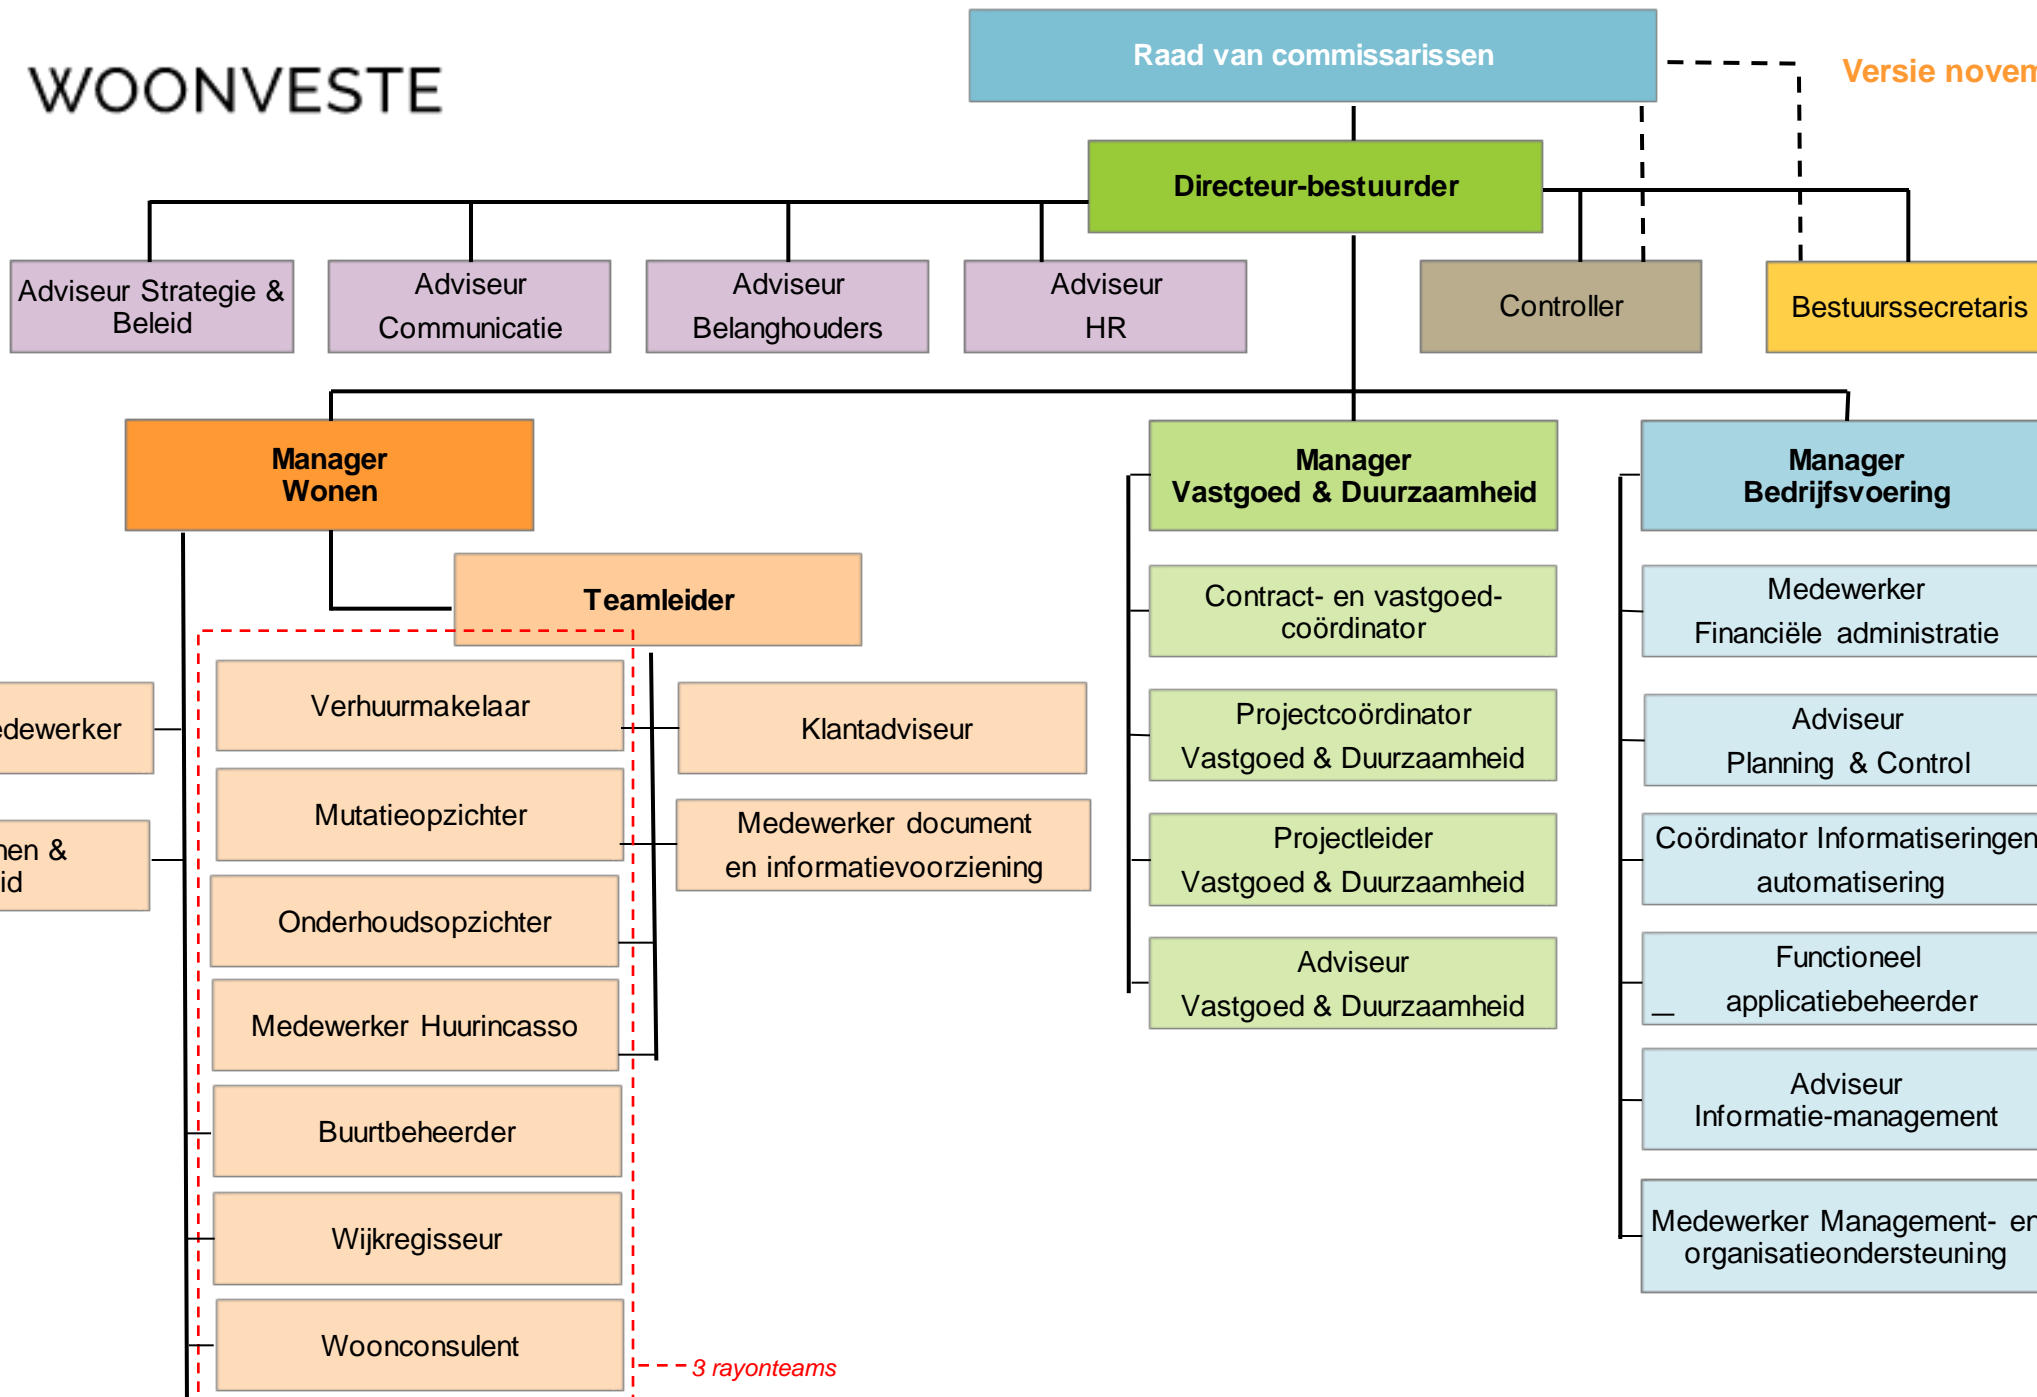 WOONVESTE
Raad van commissarissen
Versie novem
Directeur-bestuurder
Adviseur Strategie &
Beleid
Adviseur
Communicatie
Adviseur
Belanghouders
Adviseur
HR
Controller
Bestuurssecretaris
Manager
Wonen
Manager
Vastgoed & Duurzaamheid
Manager
Bedrijfsvoering
Teamleider
Verhuurmakelaar
Mutatieopzichter
Onderhoudsopzichter
Medewerker Huurincasso
Buurtbeheerder
Wijkregisseur
Woonconsulent
3 rayonteams
edewerker
nen &
id
Klantadviseur
Medewerker document
en informatievoorziening
Contract- en vastgoed-
coördinator
Projectcoördinator
Vastgoed & Duurzaamheid
Projectleider
Vastgoed & Duurzaamheid
Adviseur
Vastgoed & Duurzaamheid
Medewerker
Financiële administratie
Adviseur
Planning & Control
Coördinator Informatiseringen
automatisering
Functioneel
_ applicatiebeheerder
Adviseur
Informatie-management
Medewerker Management- en
organisatieondersteuning